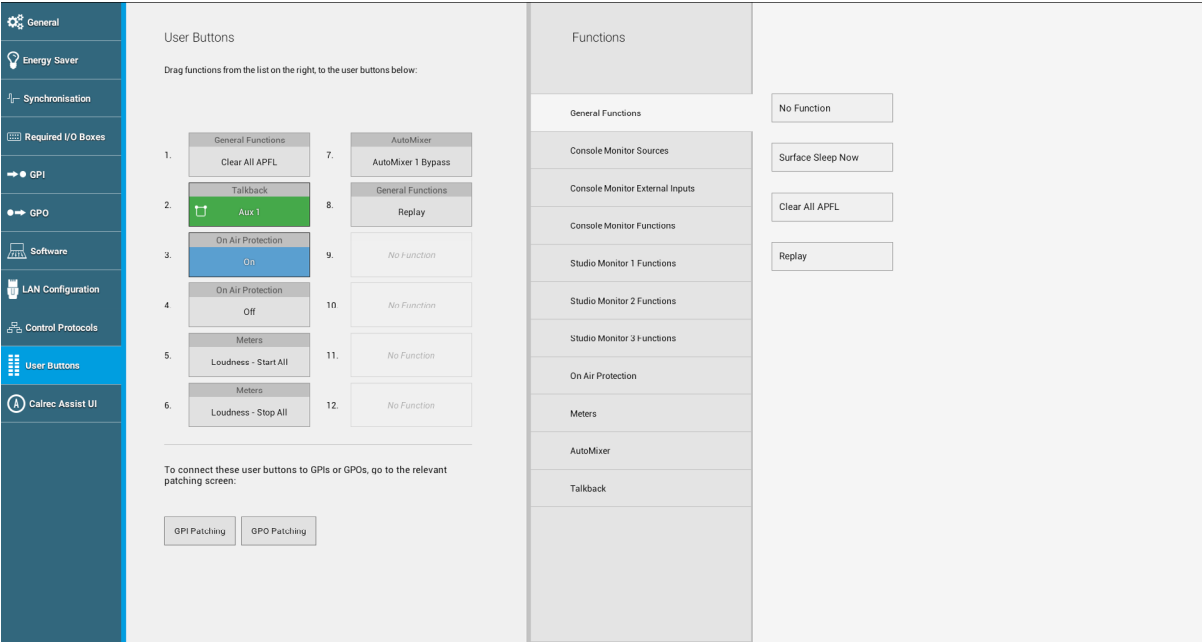 General
Energy Saver
Synchronisation
Required I/O Boxes
GPI
GPO
Software
LAN Configuration
Control Protocols
User Buttons
A Calrec Assist UI
User Buttons
Drag functions from the list on the right, to the user buttons below:
1.
General Functions
Clear All APFL
2.
Talkback
Aux 1
3.
On Air Protection
On
4.
On Air Protection
Off
5.
Meters
Loudness - Start All
6.
Meters
Loudness - Stop All
7.
AutoMixer
AutoMixer 1 Bypass
8.
General Functions
Replay
9.
No Function
10.
No Function
11.
No Function
12.
No Function
To connect these user buttons to GPIs or GPOs, go to the relevant
patching screen:
GPI Patching
GPO Patching
Functions
General Functions
Console Monitor Sources
Console Monitor External Inputs
Console Monitor Functions
Studio Monitor 1 Functions
Studio Monitor 2 Functions
Studio Monitor 3 Functions
On Air Protection
Meters
AutoMixer
Talkback
No Function
Surface Sleep Now
Clear All APFL
Replay